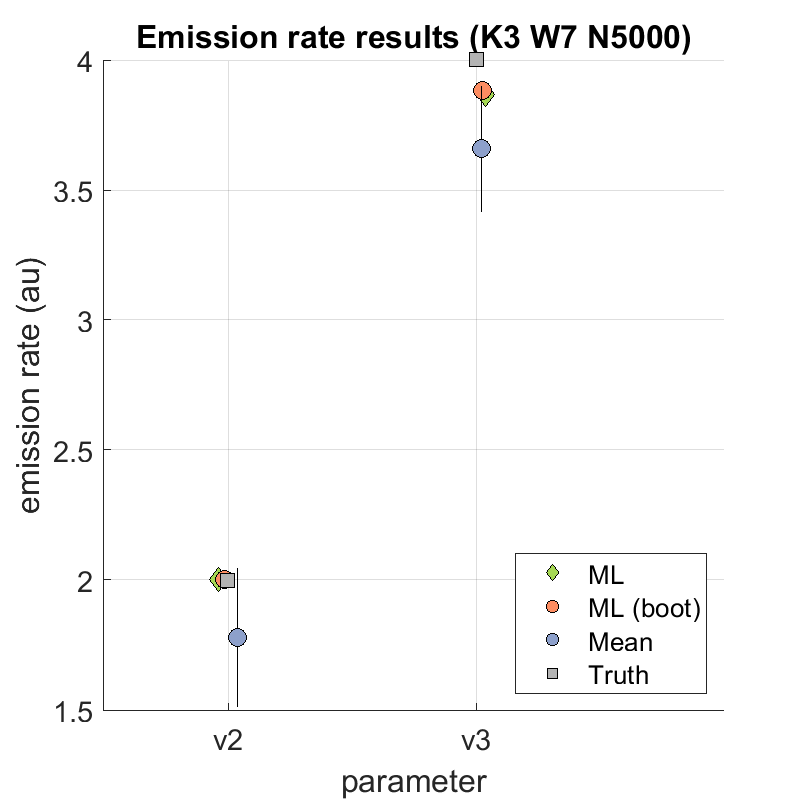 Emission rate results (K3 W7 N5000)
4
3.5
3
2.5
2
1.5
emission rate (au)
v2
v3
parameter
ML
ML (boot)
Mean
Truth